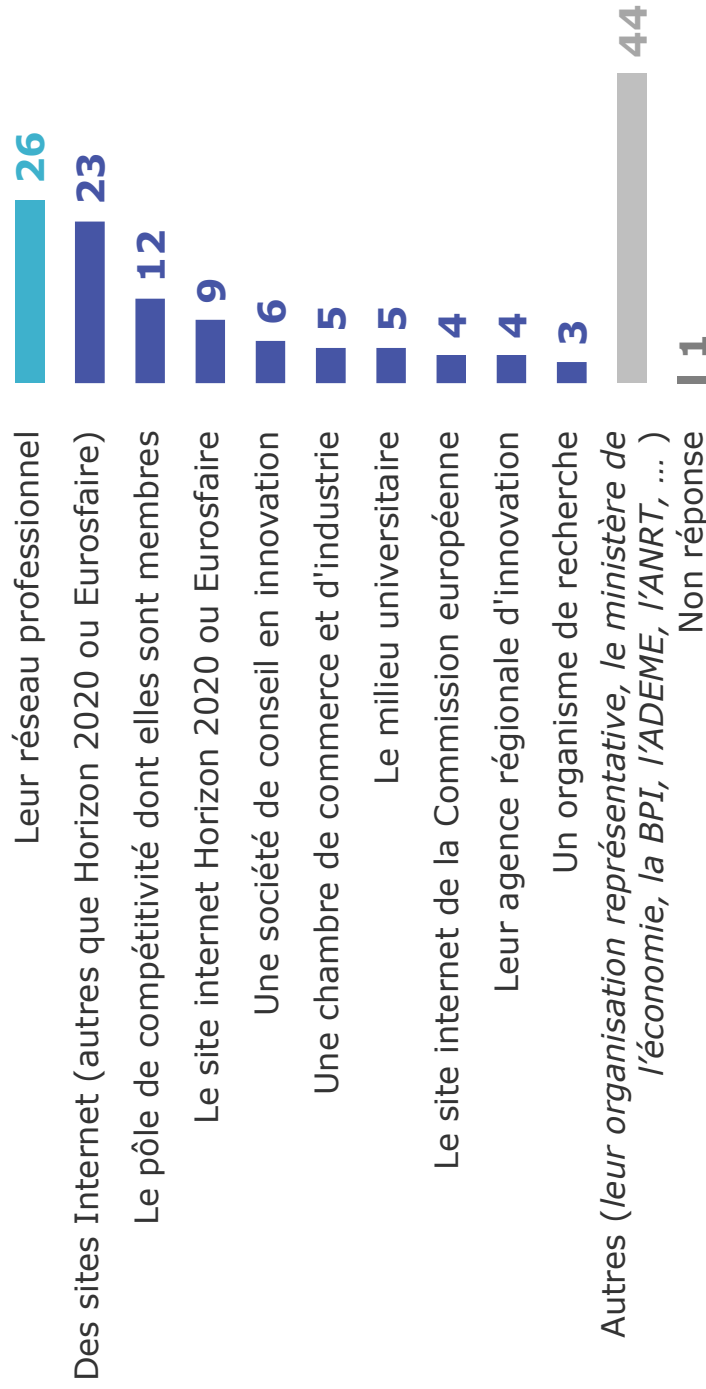 Leur réseau professionnel 26
Des sites Internet (autres que Horizon 2020 ou Eurosfaire) 23
Le pôle de compétitivité dont elles sont membres 12
Le site internet Horizon 2020 ou Eurosfaire 9
Une société de conseil en innovation 6
Une chambre de commerce et d'industrie 5
Le milieu universitaire 5
Le site internet de la Commission européenne 4
Leur agence régionale d'innovation 4
Un organisme de recherche 3
Autres (leur organisation représentative, le ministère de
l’économie, la BPI, l’ADEME, l’ANRT, … ) 44
Non réponse 1